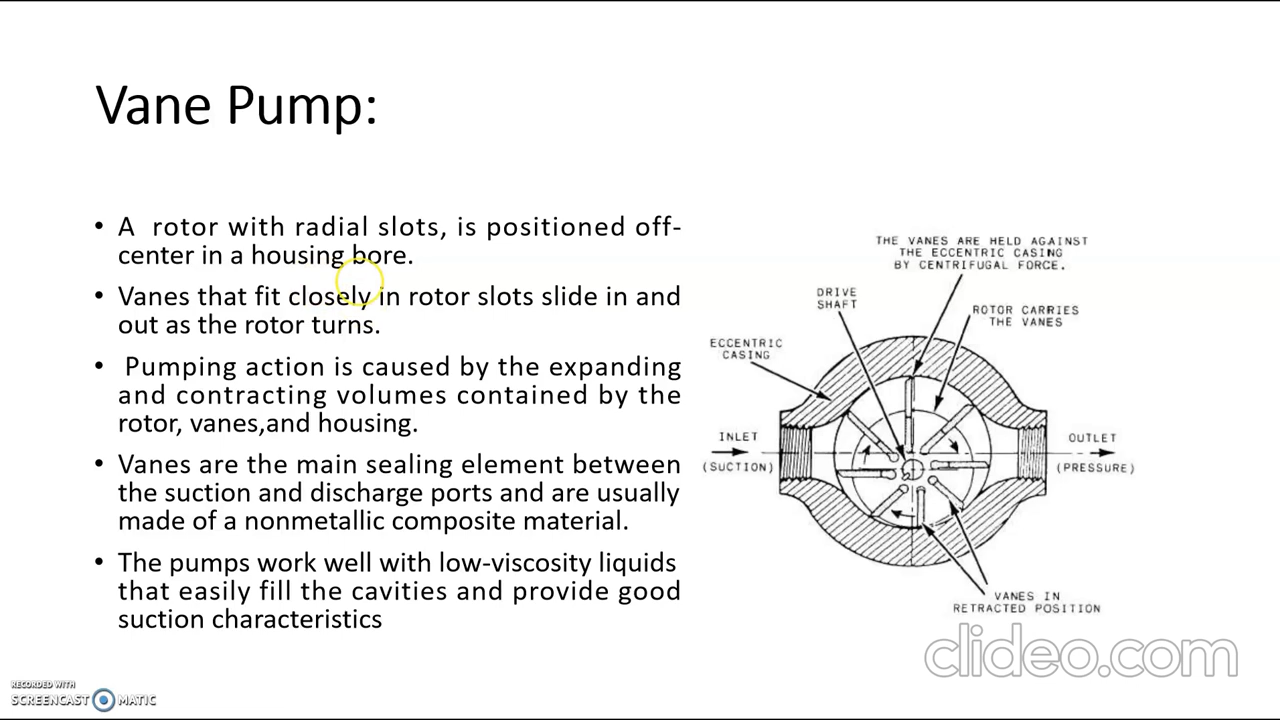 Vane Pump:
• A rotor with radial slots, is positioned off-
center in a housing bore.
• Vanes that fit closely in rotor slots slide in and
out as the rotor turns.
• Pumping action is caused by the expanding
and contracting volumes contained by the
rotor, vanes,and housing.
• Vanes are the main sealing element between
the suction and discharge ports and are usually
made of a nonmetallic composite material.
• The pumps work well with low-viscosity liquids
that easily fill the cavities and provide good
suction characteristics
THE VANES ARE HELD AGAINST
THE ECCENTRIC CASING
BY CENTRIFUGAL FORCE.
DRIVE
SHAFT
ROTOR CARRIES
THE VANES
ECCENTRIC
CASING
INLET
(SUCTION)
OUTLET
(PRESSURE)
VANES IN
RETRACTED POSITION
clideo.com
RECORDED WITH
SCREENCAST MATIC